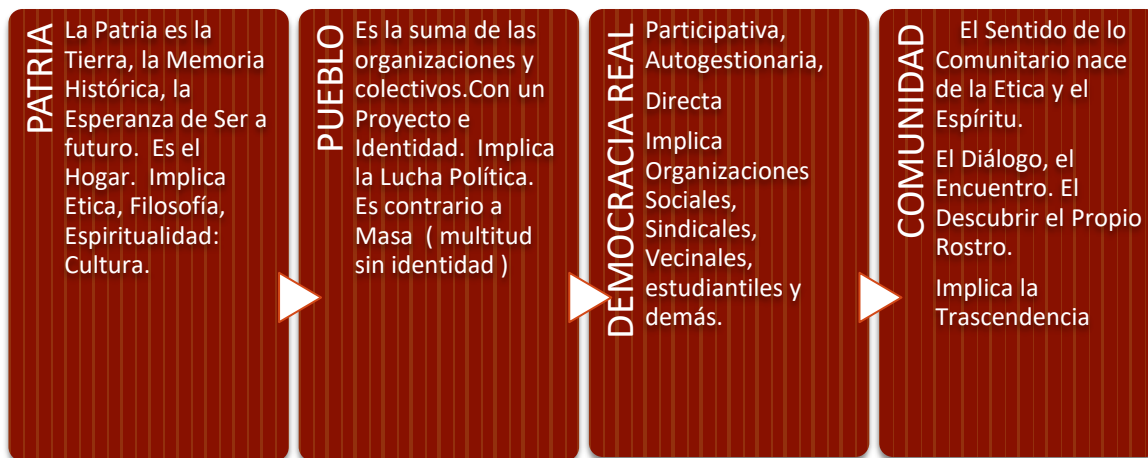 PATRIA
La Patria es la
Tierra, la Memoria
Histórica, la
Esperanza de Ser a
futuro.  Es el
Hogar.  Implica
Etica, Filosofía,
Espiritualidad:
Cultura.
PUEBLO
Es la suma de las
organizaciones y
colectivos.Con un
Proyecto e
Identidad.  Implica
la Lucha Política.
Es contrario a
Masa  ( multitud
sin identidad )
DEMOCRACIA REAL
Participativa,
Autogestionaria,
Directa
Implica
Organizaciones
Sociales,
Sindicales,
Vecinales,
estudiantiles y
demás.
COMUNIDAD
El Sentido de lo
Comunitario nace
de la Etica y el
Espíritu.
El Diálogo, el
Encuentro. El
Descubrir el Propio
Rostro.
Implica la
Trascendencia